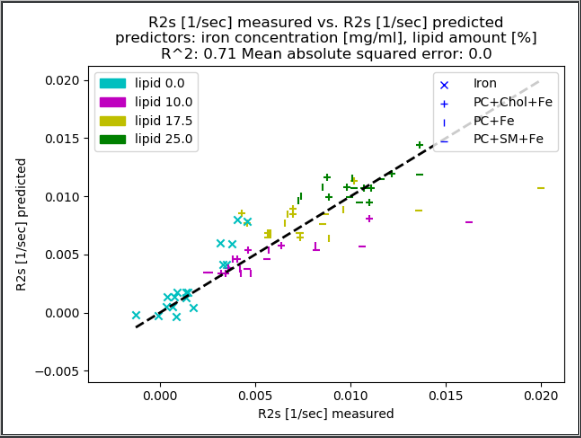 R2s [1/sec] measured vs. R2s [1/sec] predicted
predictors: iron concentration [mg/ml], lipid amount [%]
R^2: 0.71 Mean absolute squared error: 0.0
lipid 0.0
lipid 10.0
lipid 17.5
lipid 25.0
Iron
PC+Chol+Fe
PC+Fe
PC+SM+Fe
R2s [1/sec] predicted
0.020
0.015
0.010
0.005
0.000
−0.005
0.000 0.005 0.010 0.015 0.020
R2s [1/sec] measured